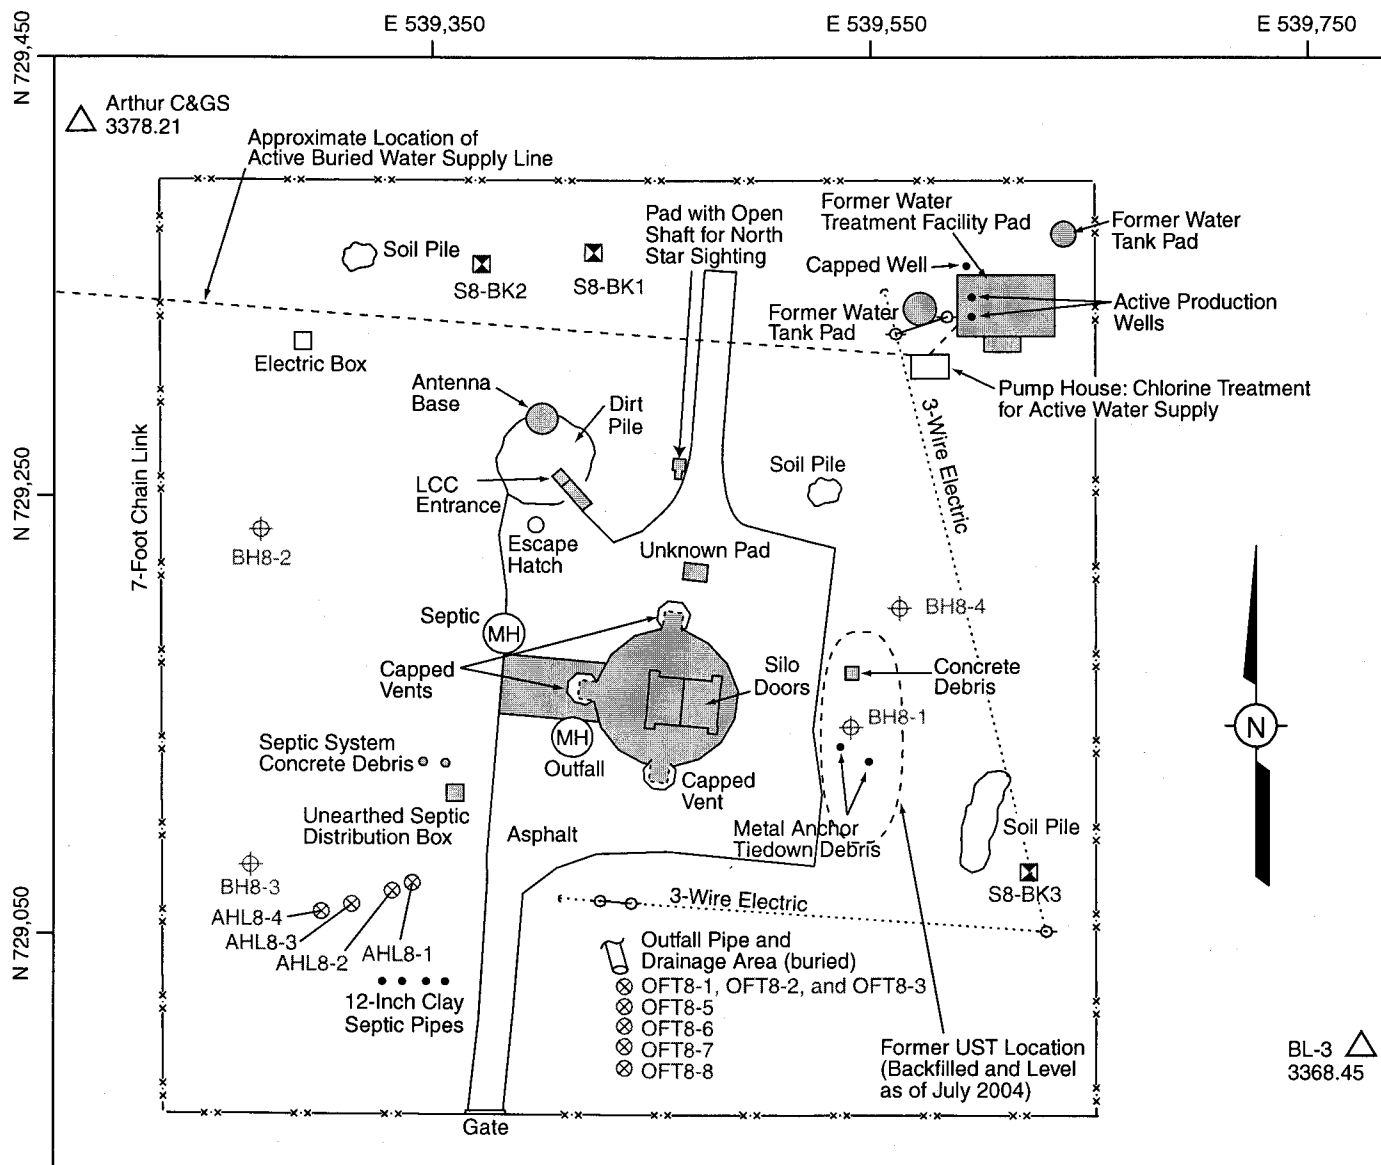 E 539,350
E 539,550
E 539,750
N 729,450
Arthur C&GS
3378.21
Approximate Location of
Active Buried Water Supply Line
Former Water
Treatment Facility Pad
Pad with Open
Shaft for North
Star Sighting
Former Water
Tank Pad
Soil Pile
Capped Well
S8-BK2
S8-BK1
Active Production
Wells
Former Water
Tank Pad
Electric Box
Pump House: Chlorine Treatment
for Active Water Supply
Antenna
Base
Dirt
Pile
3-Wire Electric
7-Foot Chain Link
N 729,250
LCC
Entrance
Soil Pile
Escape
Hatch
BH8-2
Unknown Pad
BH8-4
Septic
MH
Capped
Vents
Silo
Doors
Concrete
Debris
BH8-1
MH
Outfall
Septic System
Concrete Debris
Capped
Vent
Unearthed Septic
Distribution Box
Asphalt
Metal Anchor
Tiedown Debris
Soil Pile
BH8-3
S8-BK3
3-Wire Electric
N 729,050
AHL8-4
AHL8-3
AHL8-2
AHL8-1
Outfall Pipe and
Drainage Area (buried)
OFT8-1, OFT8-2, and OFT8-3
OFT8-5
OFT8-6
OFT8-7
OFT8-8
12-Inch Clay
Septic Pipes
Former UST Location
(Backfilled and Level
as of July 2004)
N
BL-3
3368.45
Gate